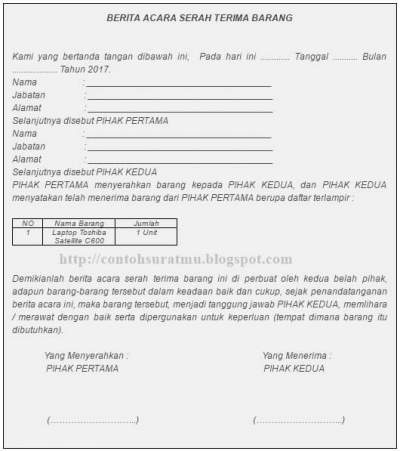 BERITA ACARA SERAH TERIMA BARANG
Kami yang bertanda tangan dibawah ini, Pada hari ini ............ Tanggal .......... Bulan
.................. Tahun 2017.
Nama : ____________________
Jabatan : ____________________
Alamat : ____________________
Selanjutnya disebut PIHAK PERTAMA
Nama : ____________________
Jabatan : ____________________
Alamat : ____________________
Selanjutnya disebut PIHAK KEDUA
PIHAK PERTAMA menyerahkan barang kepada PIHAK KEDUA, dan PIHAK KEDUA
menyatakan telah menerima barang dari PIHAK PERTAMA berupa daftar terlampir :
NO Nama Barang Jumlah
1 Laptop Toshiba 1 Unit
Satellite C600
http://contohsuratmu.blogspot.com
Demikianlah berita acara serah terima barang ini di perbuat oleh kedua belah pihak,
adapun barang-barang tersebut dalam keadaan baik dan cukup, sejak penandatanganan
berita acara ini, maka barang tersebut, menjadi tanggung jawab PIHAK KEDUA, memlihara
/ merawat dengan baik serta dipergunakan untuk keperluan (tempat dimana barang itu
dibutuhkan).
Yang Menyerahkan : Yang Menerima :
PIHAK PERTAMA PIHAK KEDUA
(………………………..) (………………………..)